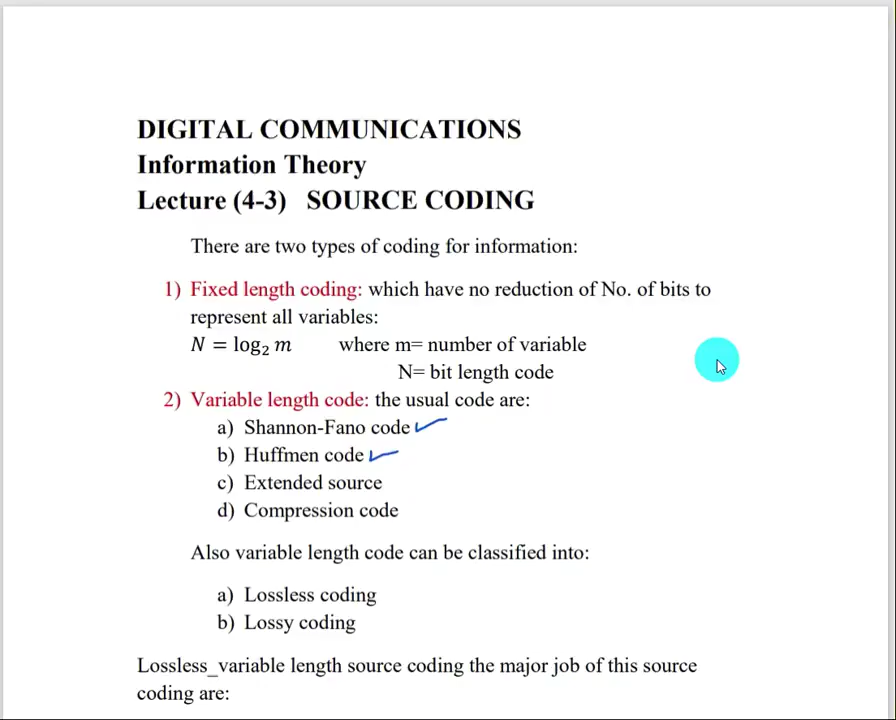 DIGITAL COMMUNICATIONS
Information Theory
Lecture (4-3) SOURCE CODING
There are two types of coding for information:
1) Fixed length coding: which have no reduction of No. of bits to
represent all variables:
N = log₂ m where m= number of variable
N= bit length code
2) Variable length code: the usual code are:
a) Shannon-Fano code
b) Huffmen code
c) Extended source
d) Compression code
Also variable length code can be classified into:
a) Lossless coding
b) Lossy coding
Lossless_variable length source coding the major job of this source
coding are: